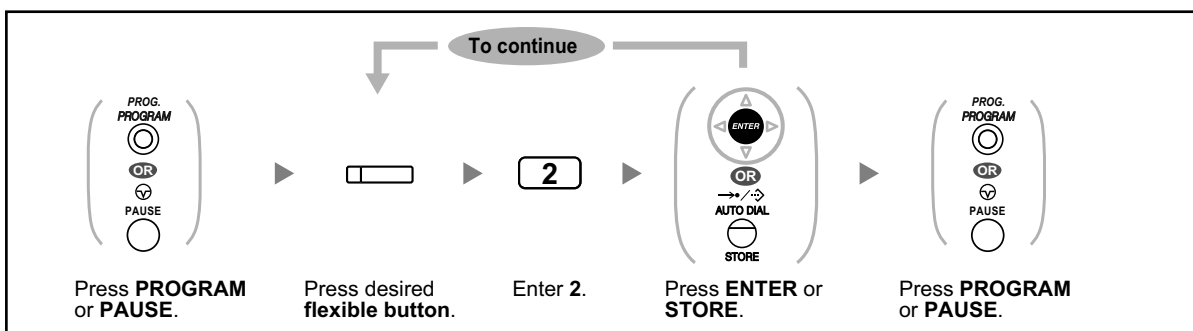 To continue
PROG.
PROGRAM
OR
PAUSE
2
ENTER
OR
AUTO DIAL
STORE
PROG.
PROGRAM
OR
PAUSE
Press PROGRAM
or PAUSE.
Press desired
flexible button.
Enter 2.
Press ENTER or
STORE.
Press PROGRAM
or PAUSE.